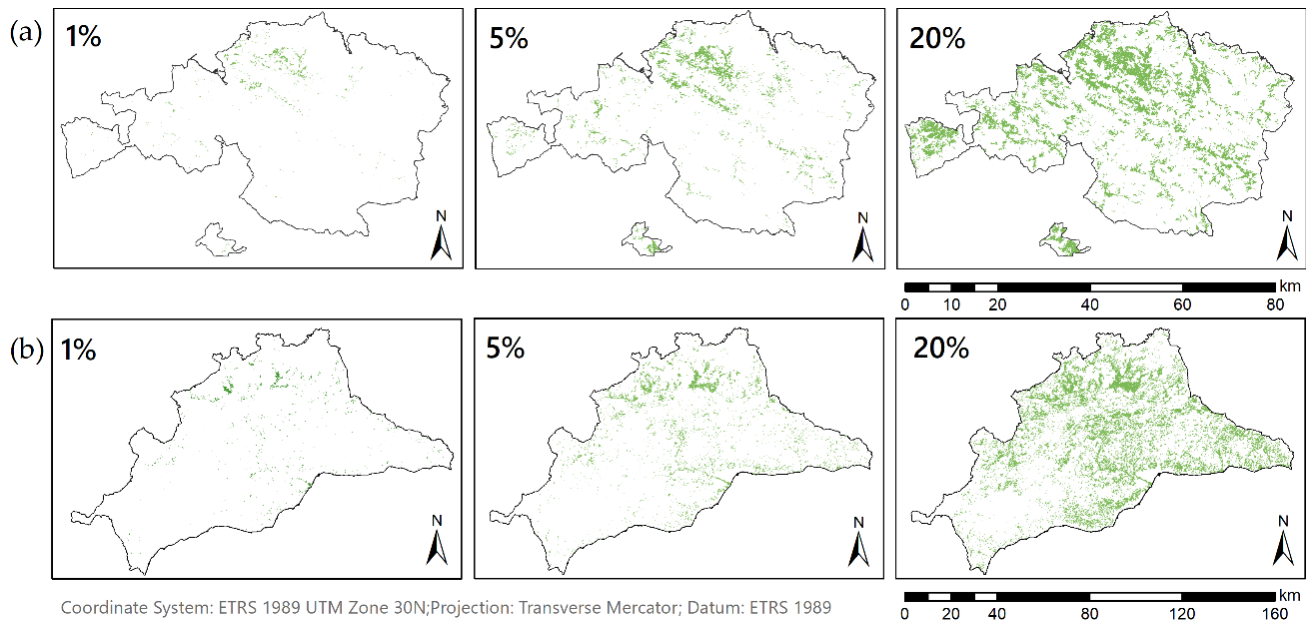 (a) 1% 5% 20%
N N N
km
0 10 20 40 60 80
(b) 1% 5% 20%
N N N
Coordinate System: ETRS 1989 UTM Zone 30N;Projection: Transverse Mercator; Datum: ETRS 1989
km
0 20 40 80 120 160